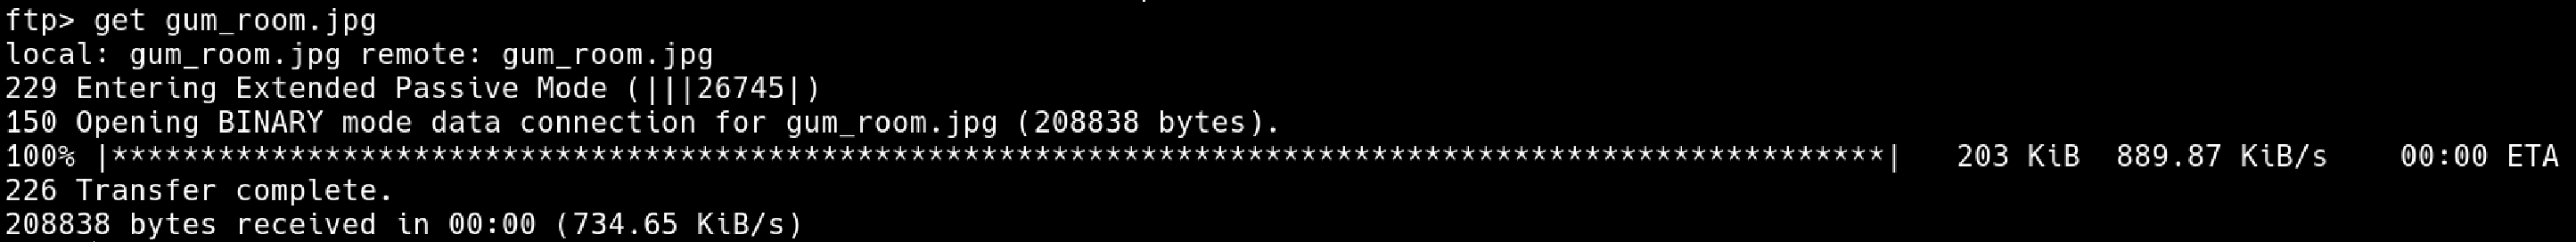 ftp> get gum_room.jpg
local: gum_room.jpg remote: gum_room.jpg
229 Entering Extended Passive Mode (|||26745|)
150 Opening BINARY mode data connection for gum_room.jpg (208838 bytes).
100% |****************************************************************************************************| 203 KiB 889.87 KiB/s 00:00 ETA
226 Transfer complete.
208838 bytes received in 00:00 (734.65 KiB/s)